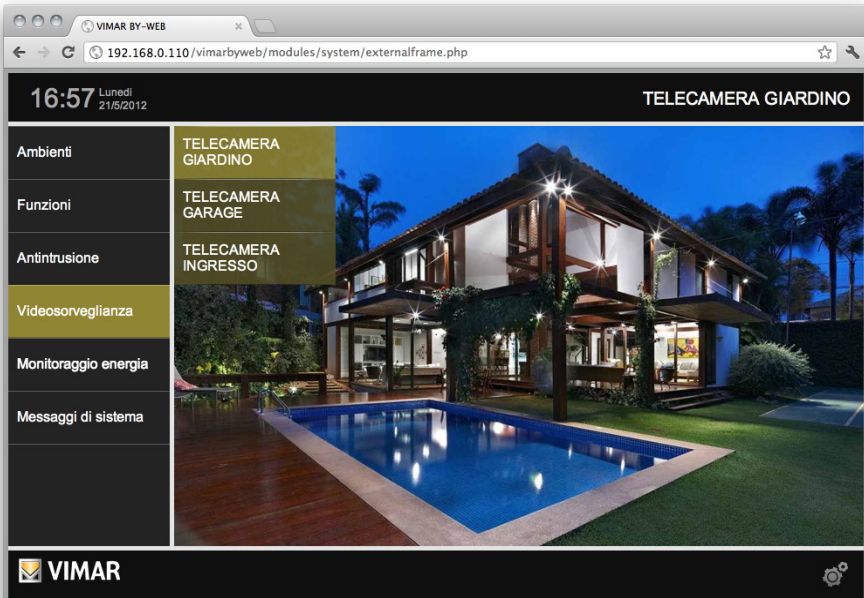 VIMAR BY-WEB
192.168.0.110/vimarbyweb/modules/system/externalframe.php
16:57
Lunedì
21/5/2012
TELECAMERA GIARDINO
Ambienti
Funzioni
Antintrusione
Videosorveglianza
Monitoraggio energia
Messaggi di sistema
TELECAMERA
GIARDINO
TELECAMERA
GARAGE
TELECAMERA
INGRESSO
VIMAR